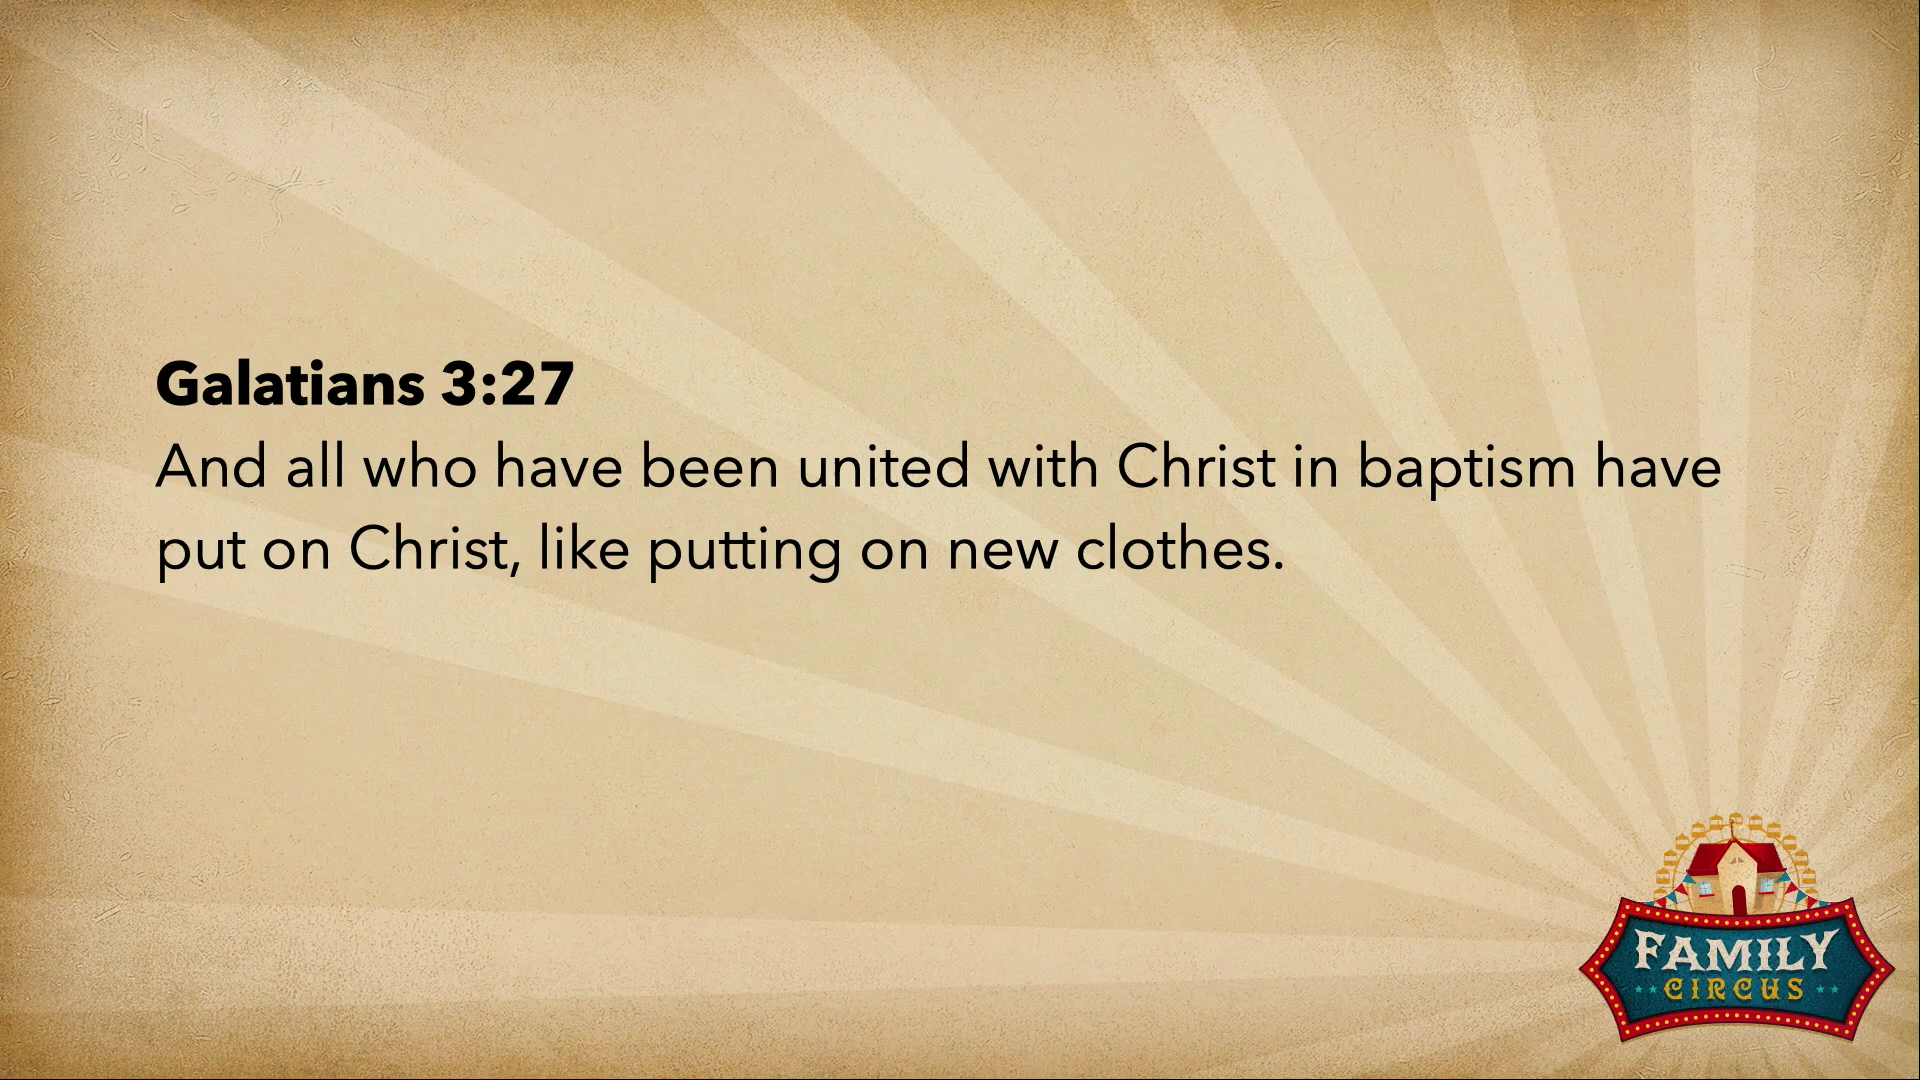 Galatians 3:27
And all who have been united with Christ in baptism have
put on Christ, like putting on new clothes.
FAMILY
CIRCUS